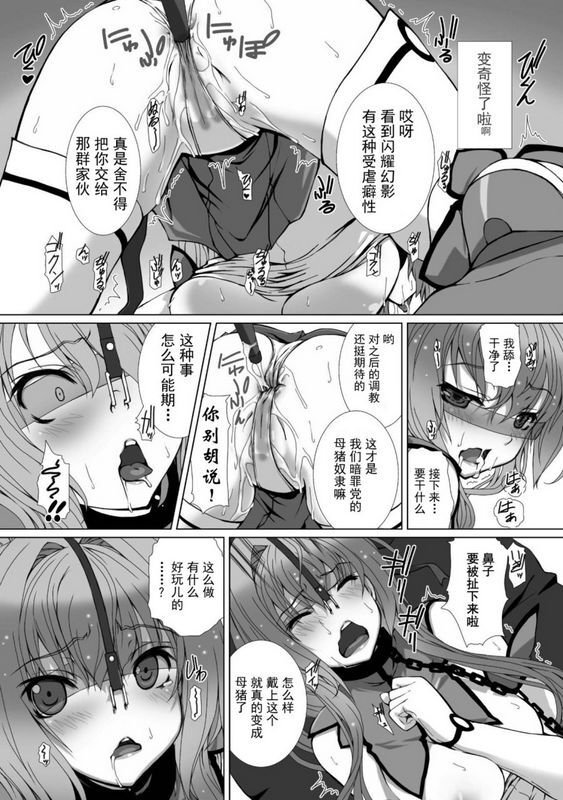 变奇怪了啦啊
哎呀
看到闪耀幻影
有这种受虐癖性
真是舍不得
把你交给
那群家伙
我舔…
干净了
接下来…
要干什么
哟
对之后的调教
还挺期待的
这才是
我们暗罪党的
母猪奴隶嘛
你别胡说！
这种事
怎么可能…
鼻子
要被扯下来啦
怎么样
戴上这个
就真的变成
母猪了
这么做
有什么
好玩儿的
……？